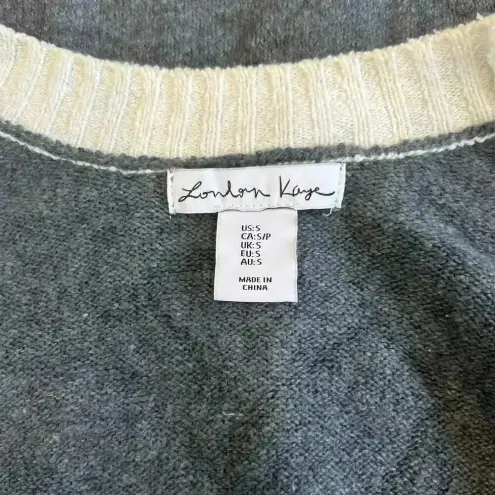 London Kaye
US:S
CA:S/P
UK:S
EU:S
AU:S
MADE IN
CHINA